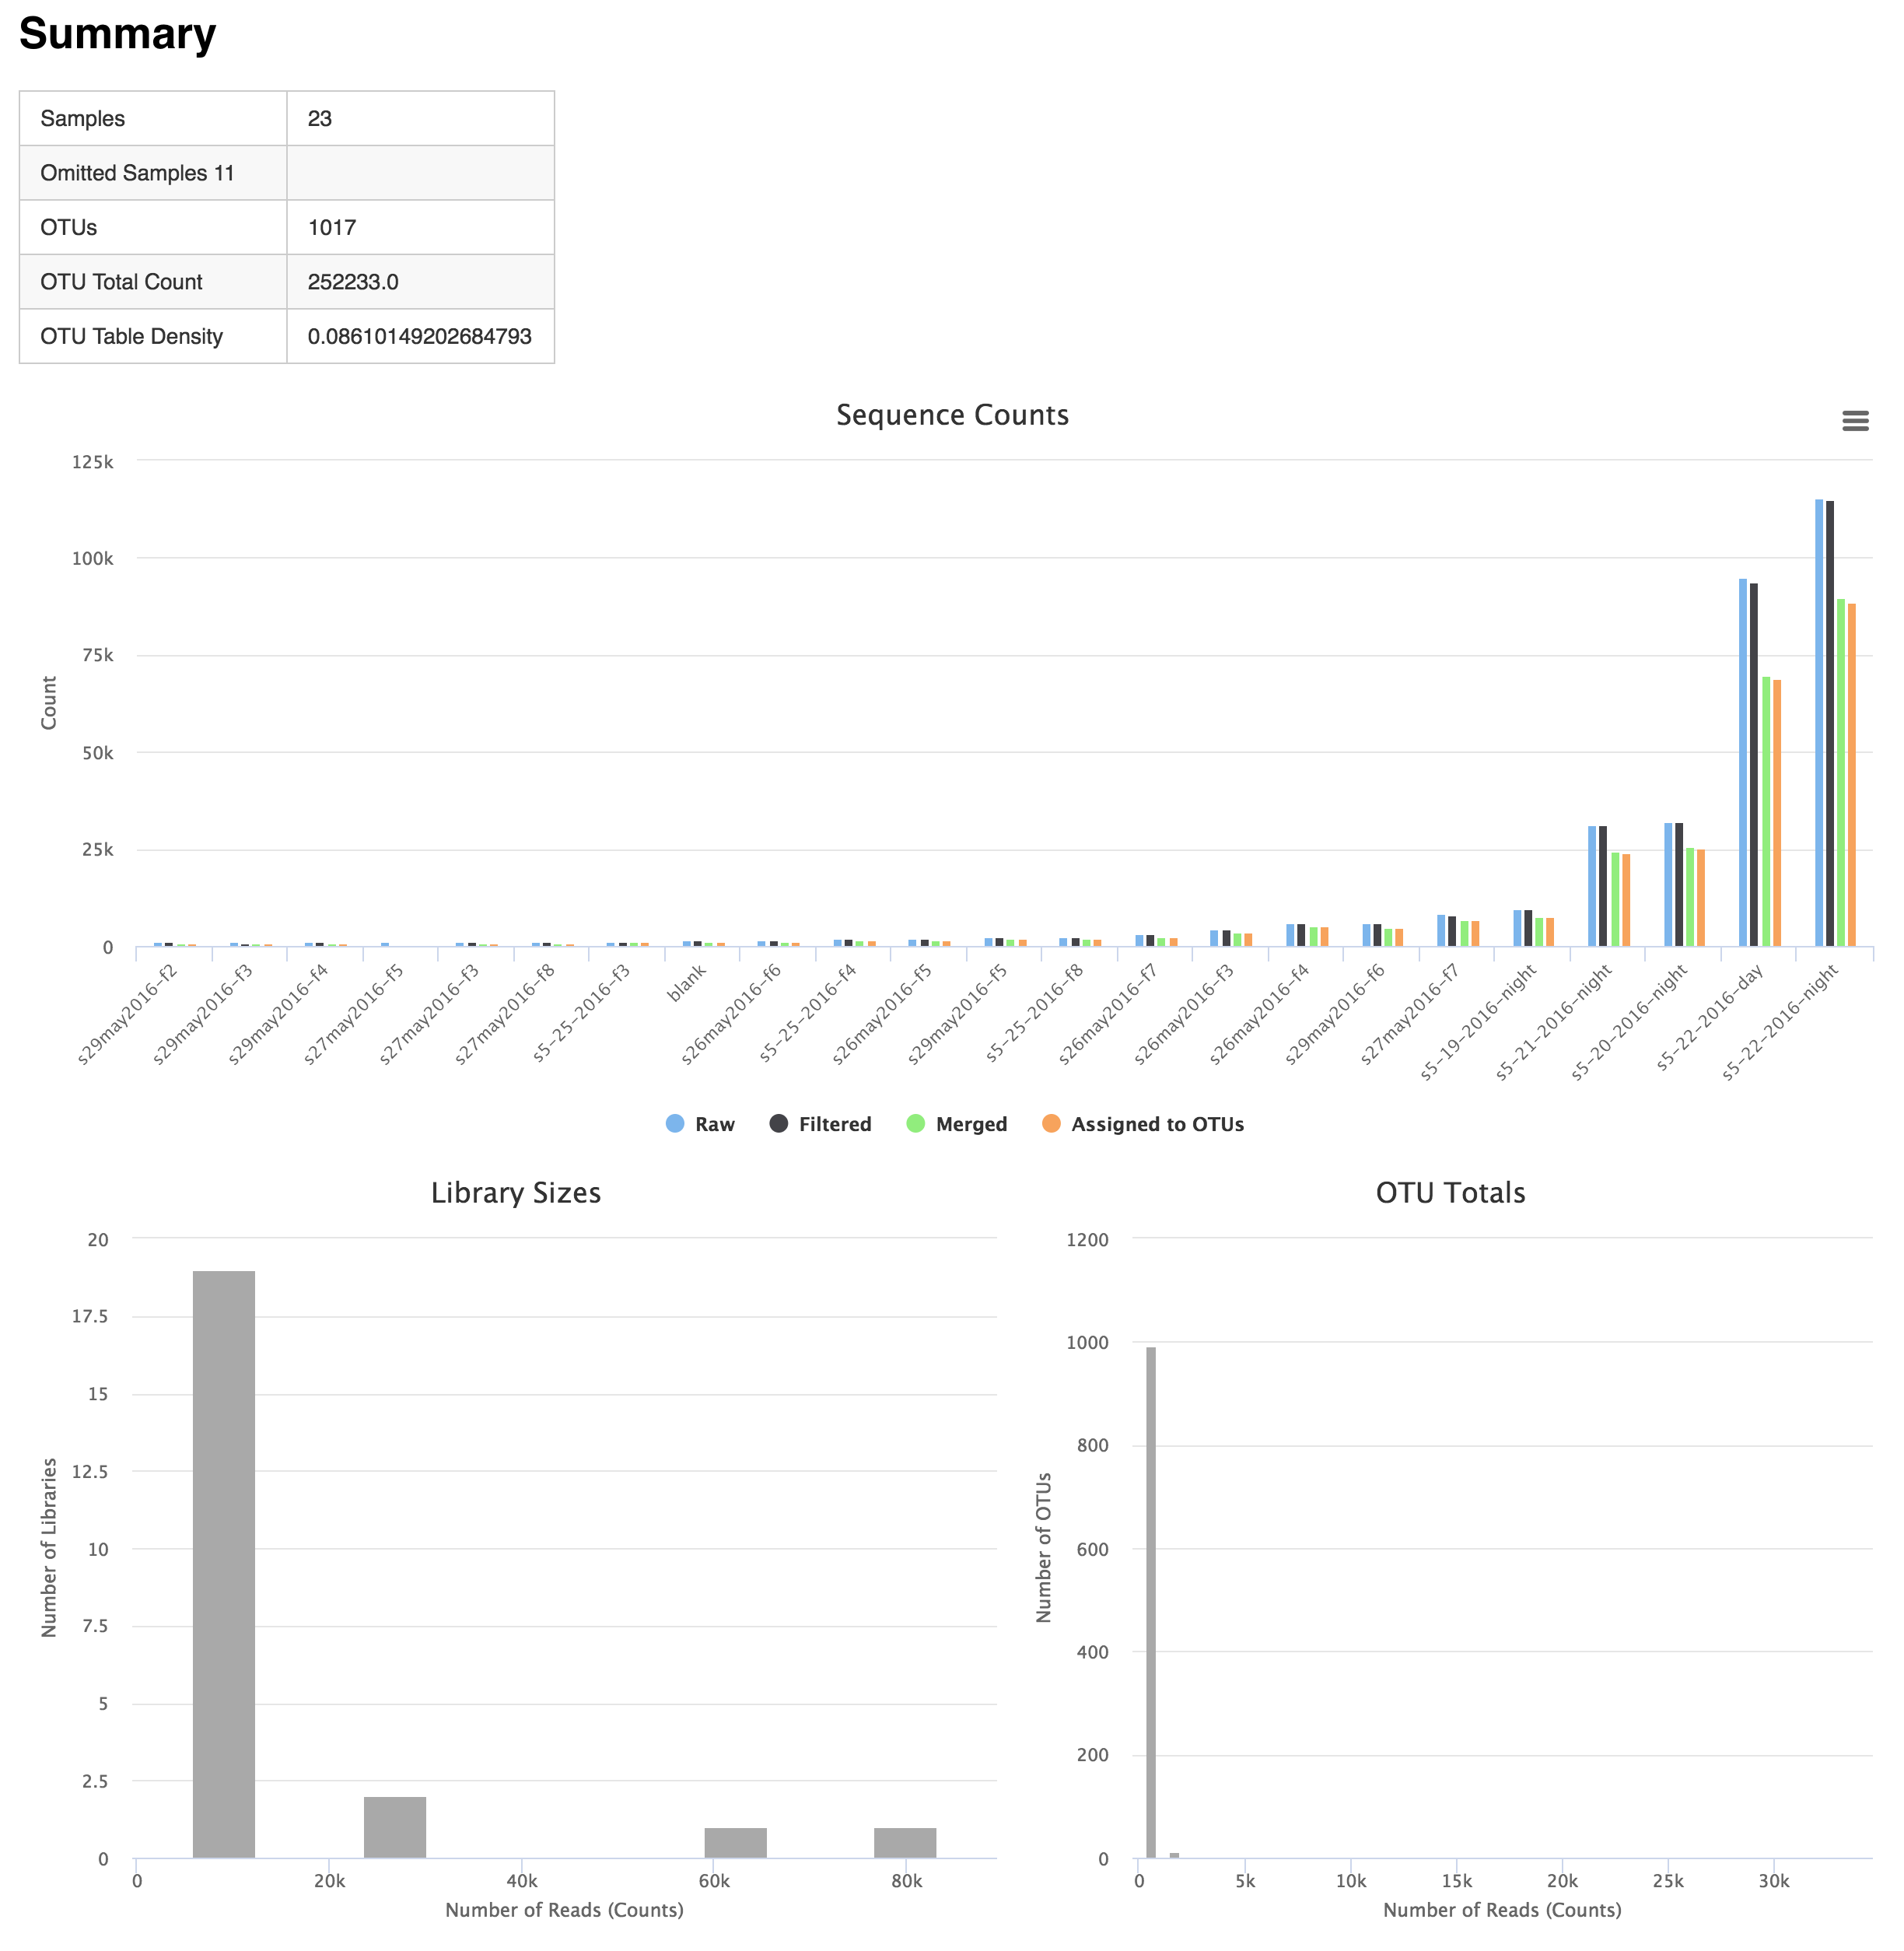 Summary
Samples 23
Omitted Samples 11
OTUs 1017
OTU Total Count 252233.0
OTU Table Density 0.08610149202684793
Sequence Counts
125k
100k
75k
50k
25k
0
Count
s29may2016-f2
s29may2016-f3
s29may2016-f4
s27may2016-f5
s27may2016-f3
s27may2016-f8
s5-25-2016-f3
blank
s26may2016-f6
s5-25-2016-f4
s26may2016-f5
s29may2016-f5
s5-25-2016-f8
s26may2016-f7
s26may2016-f3
s26may2016-f4
s29may2016-f6
s27may2016-f7
s5-19-2016-night
s5-21-2016-night
s5-20-2016-night
s5-22-2016-day
s5-22-2016-night
Raw Filtered Merged Assigned to OTUs
Library Sizes
20
17.5
15
12.5
10
7.5
5
2.5
0
Number of Libraries
0 20k 40k 60k 80k
Number of Reads (Counts)
OTU Totals
1200
1000
800
600
400
200
0
Number of OTUs
0 5k 10k 15k 20k 25k 30k
Number of Reads (Counts)